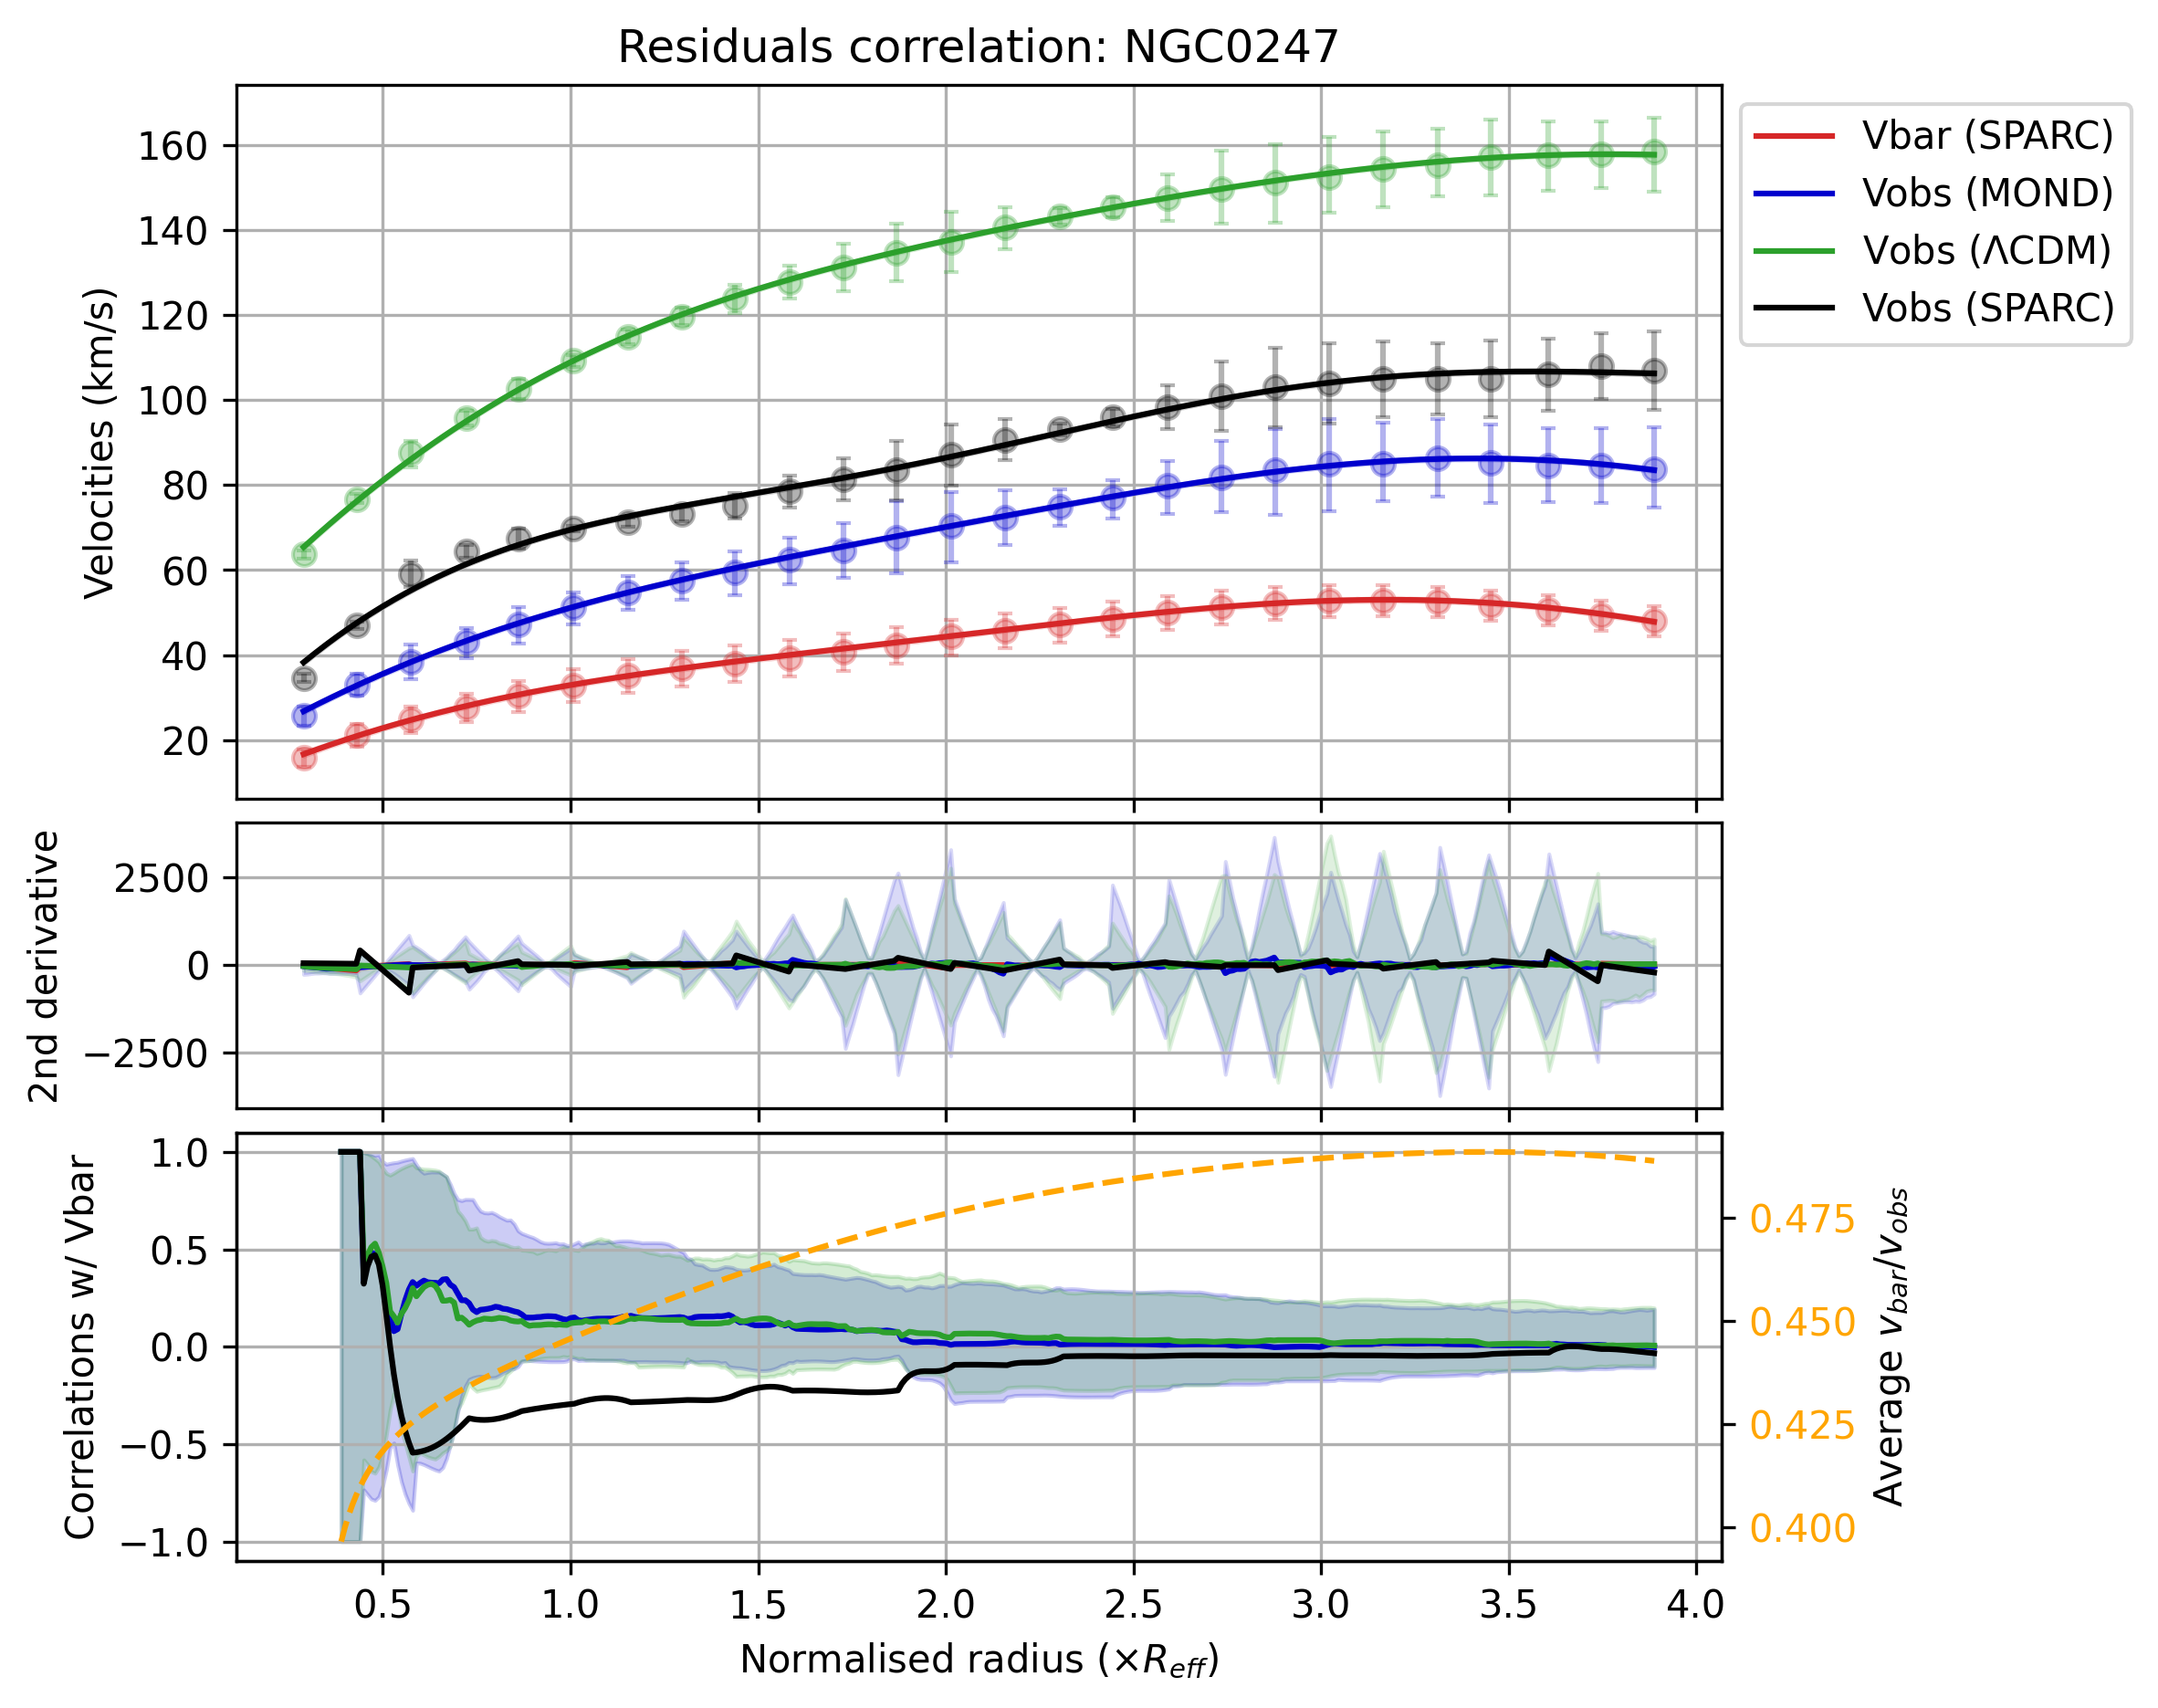 Residuals correlation: NGC0247
Velocities (km/s)
160
140
120
100
80
60
40
20
Vbar (SPARC)
Vobs (MOND)
Vobs (ΛCDM)
Vobs (SPARC)
2nd derivative
2500
0
−2500
Correlations w/ Vbar
1.0
0.5
0.0
−0.5
−1.0
0.475
0.450
0.425
0.400
Average v_bar/v_obs
0.5 1.0 1.5 2.0 2.5 3.0 3.5 4.0
Normalised radius (×R_eff)